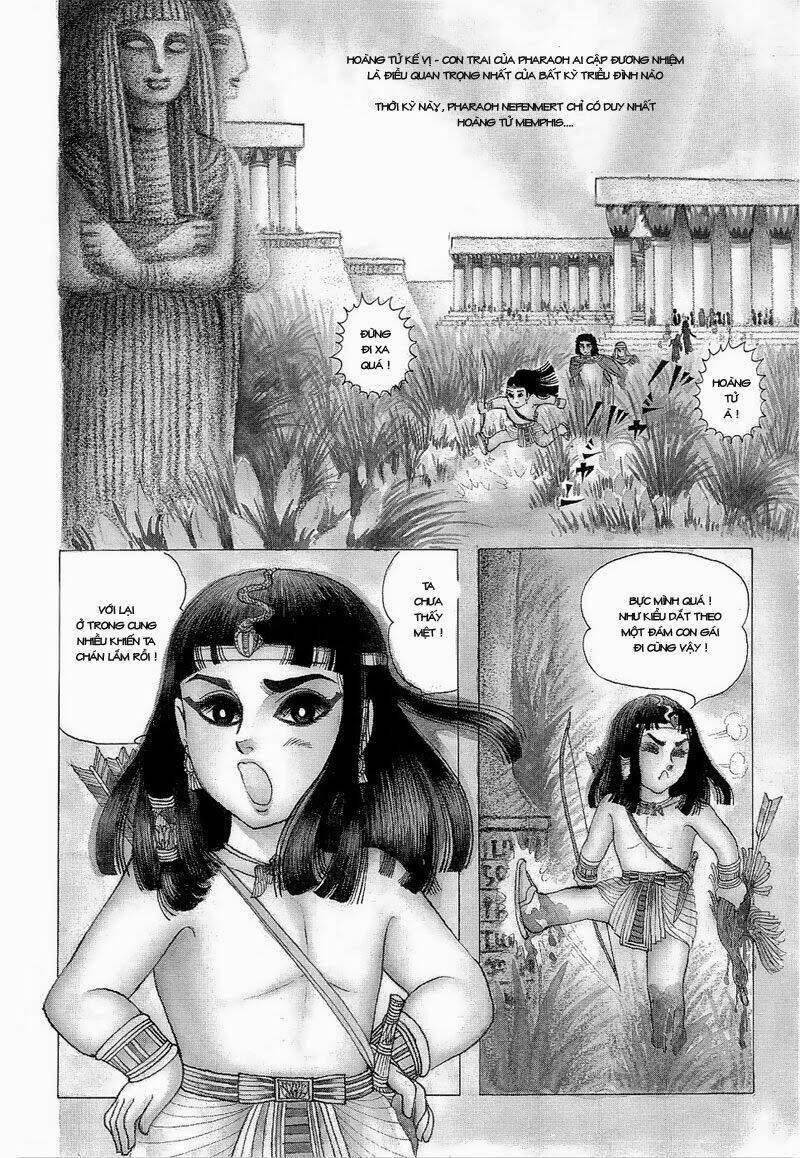 HOÀNG TỬ KẾ VỊ - CON TRAI CỦA PHARAOH AI CẬP ĐƯƠNG NHIỆM
LÀ ĐIỀU QUAN TRỌNG NHẤT CỦA BẤT KỲ TRIỀU ĐÌNH NÀO
THỜI KỲ NÀY, PHARAOH NEFENMERT CHỈ CÓ DUY NHẤT
HOÀNG TỬ MEMPHIS....
ĐỪNG
ĐI XA
QUÁ !
HOÀNG
TỬ
À !
VỚI LẠI
Ở TRONG CUNG
NHIỀU KHIẾN TA
CHÁN LẮM RỒI !
TA
CHƯA
THẤY
MỆT !
BỰC MÌNH QUÁ !
NHƯ KIỂU DẮT THEO
MỘT ĐÁM CON GÁI
ĐI CÙNG VẬY !